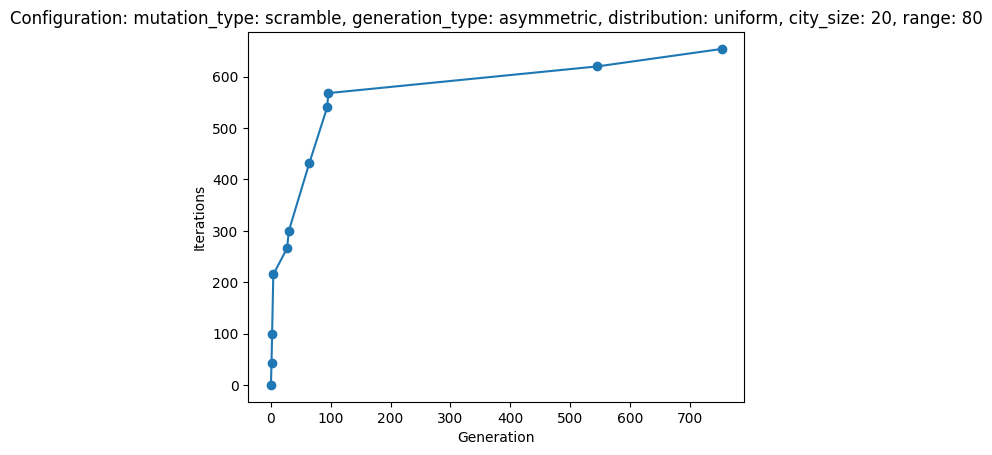 Configuration: mutation_type: scramble, generation_type: asymmetric, distribution: uniform, city_size: 20, range: 80
600
500
400
300
200
100
0
Iterations
0 100 200 300 400 500 600 700
Generation